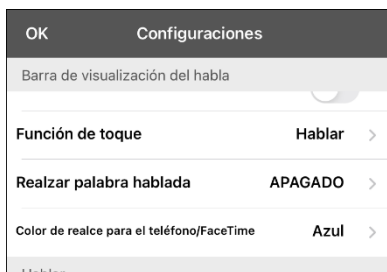 OK Configuraciones
Barra de visualización del habla
Función de toque Hablar
Realzar palabra hablada APAGADO
Color de realce para el teléfono/FaceTime Azul
Hablar